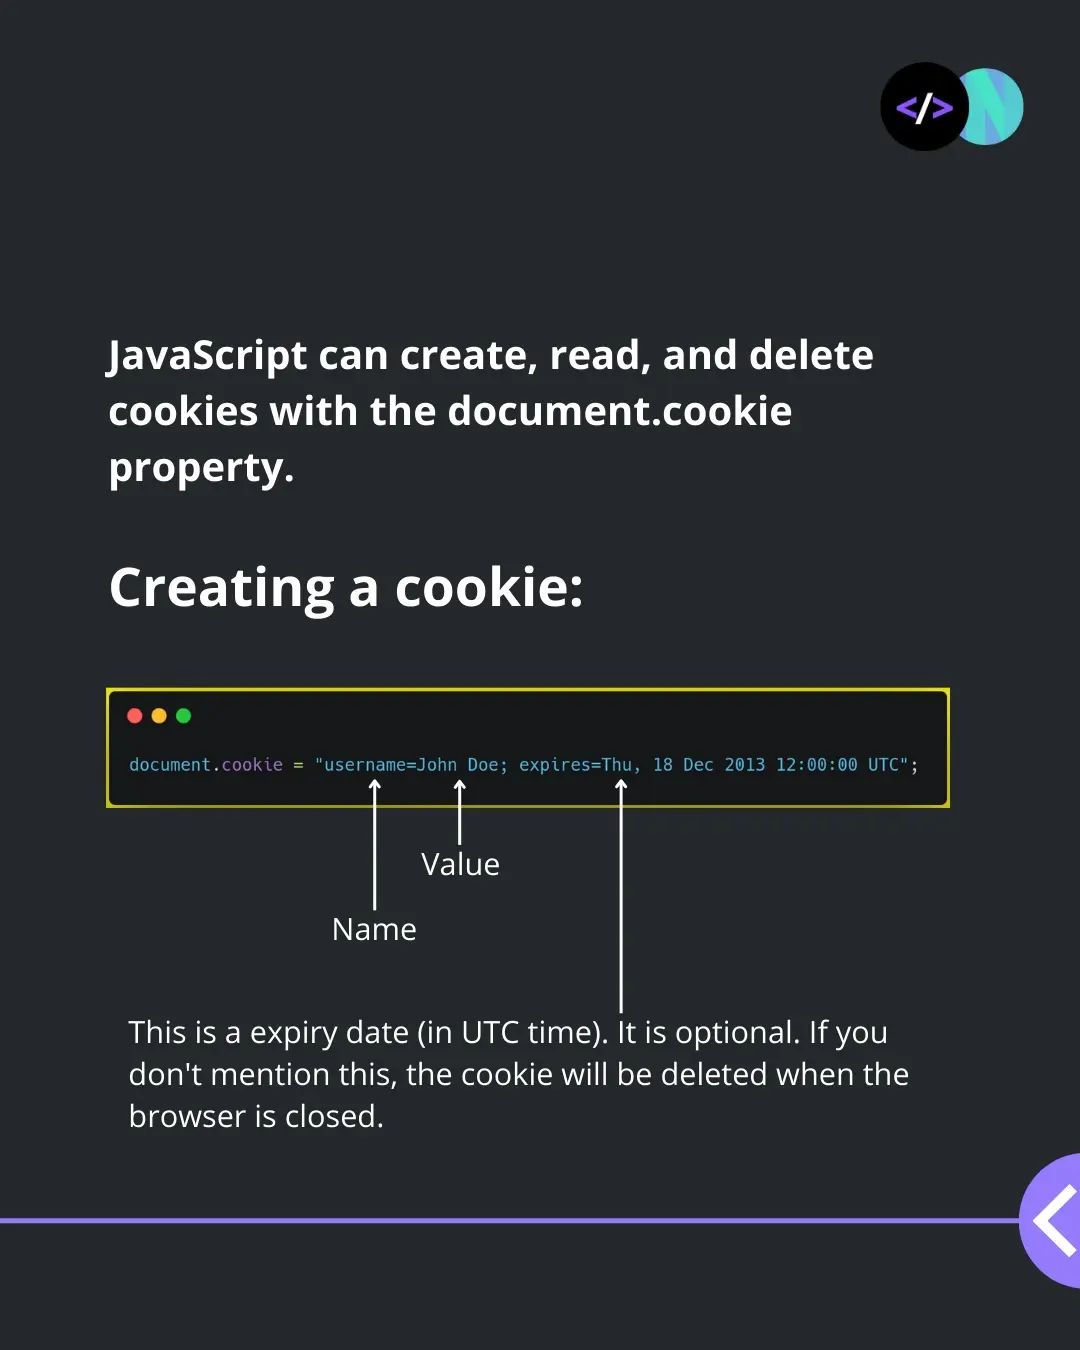 </>
N
JavaScript can create, read, and delete
cookies with the document.cookie
property.
Creating a cookie:
document.cookie = "username=John Doe; expires=Thu, 18 Dec 2013 12:00:00 UTC";
Value
Name
This is a expiry date (in UTC time). It is optional. If you
don't mention this, the cookie will be deleted when the
browser is closed.